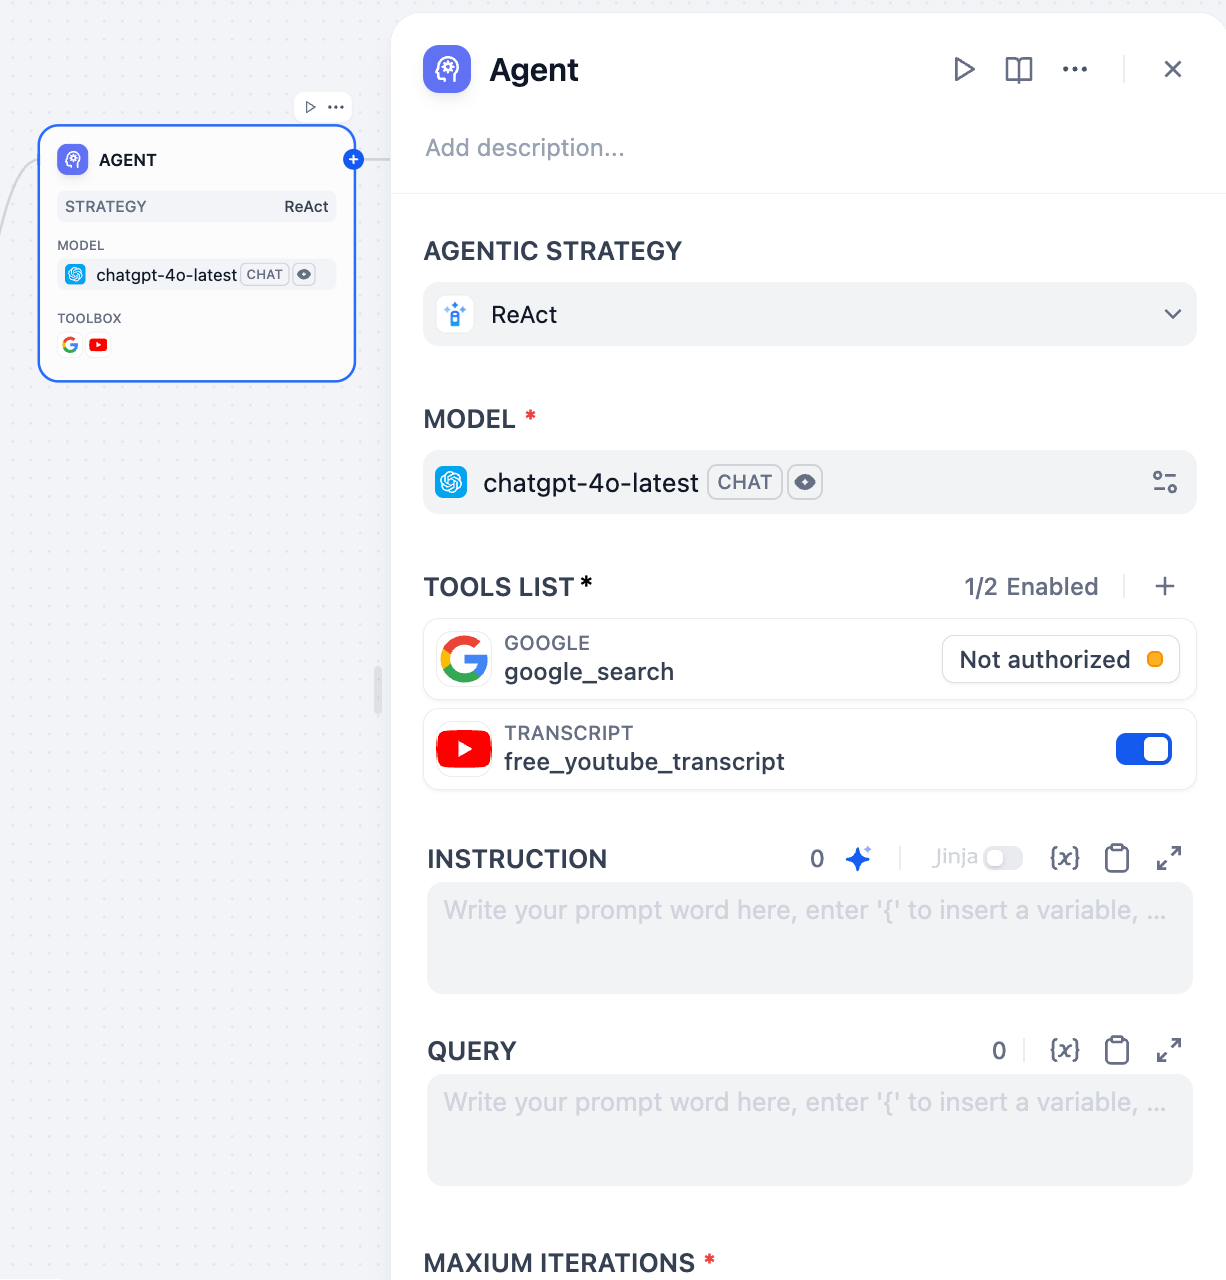 AGENT
STRATEGY ReAct
MODEL
chatgpt-4o-latest CHAT
TOOLBOX
Agent
Add description...
AGENTIC STRATEGY
ReAct
MODEL *
chatgpt-4o-latest CHAT
TOOLS LIST * 1/2 Enabled
GOOGLE
google_search
Not authorized
TRANSCRIPT
free_youtube_transcript
INSTRUCTION 0 Jinja {x}
Write your prompt word here, enter '{' to insert a variable, ...
QUERY 0 {x}
Write your prompt word here, enter '{' to insert a variable, ...
MAXIUM ITERATIONS *